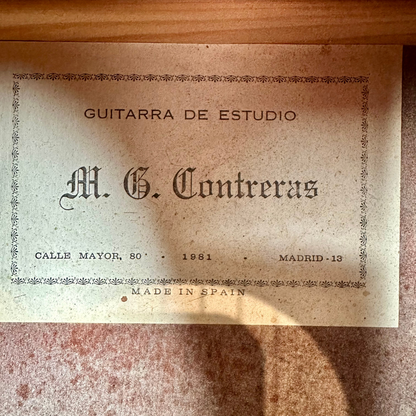 GUITARRA DE ESTUDIO
M. G. Contreras
CALLE MAYOR, 80 • 1981 • MADRID-13
MADE IN SPAIN